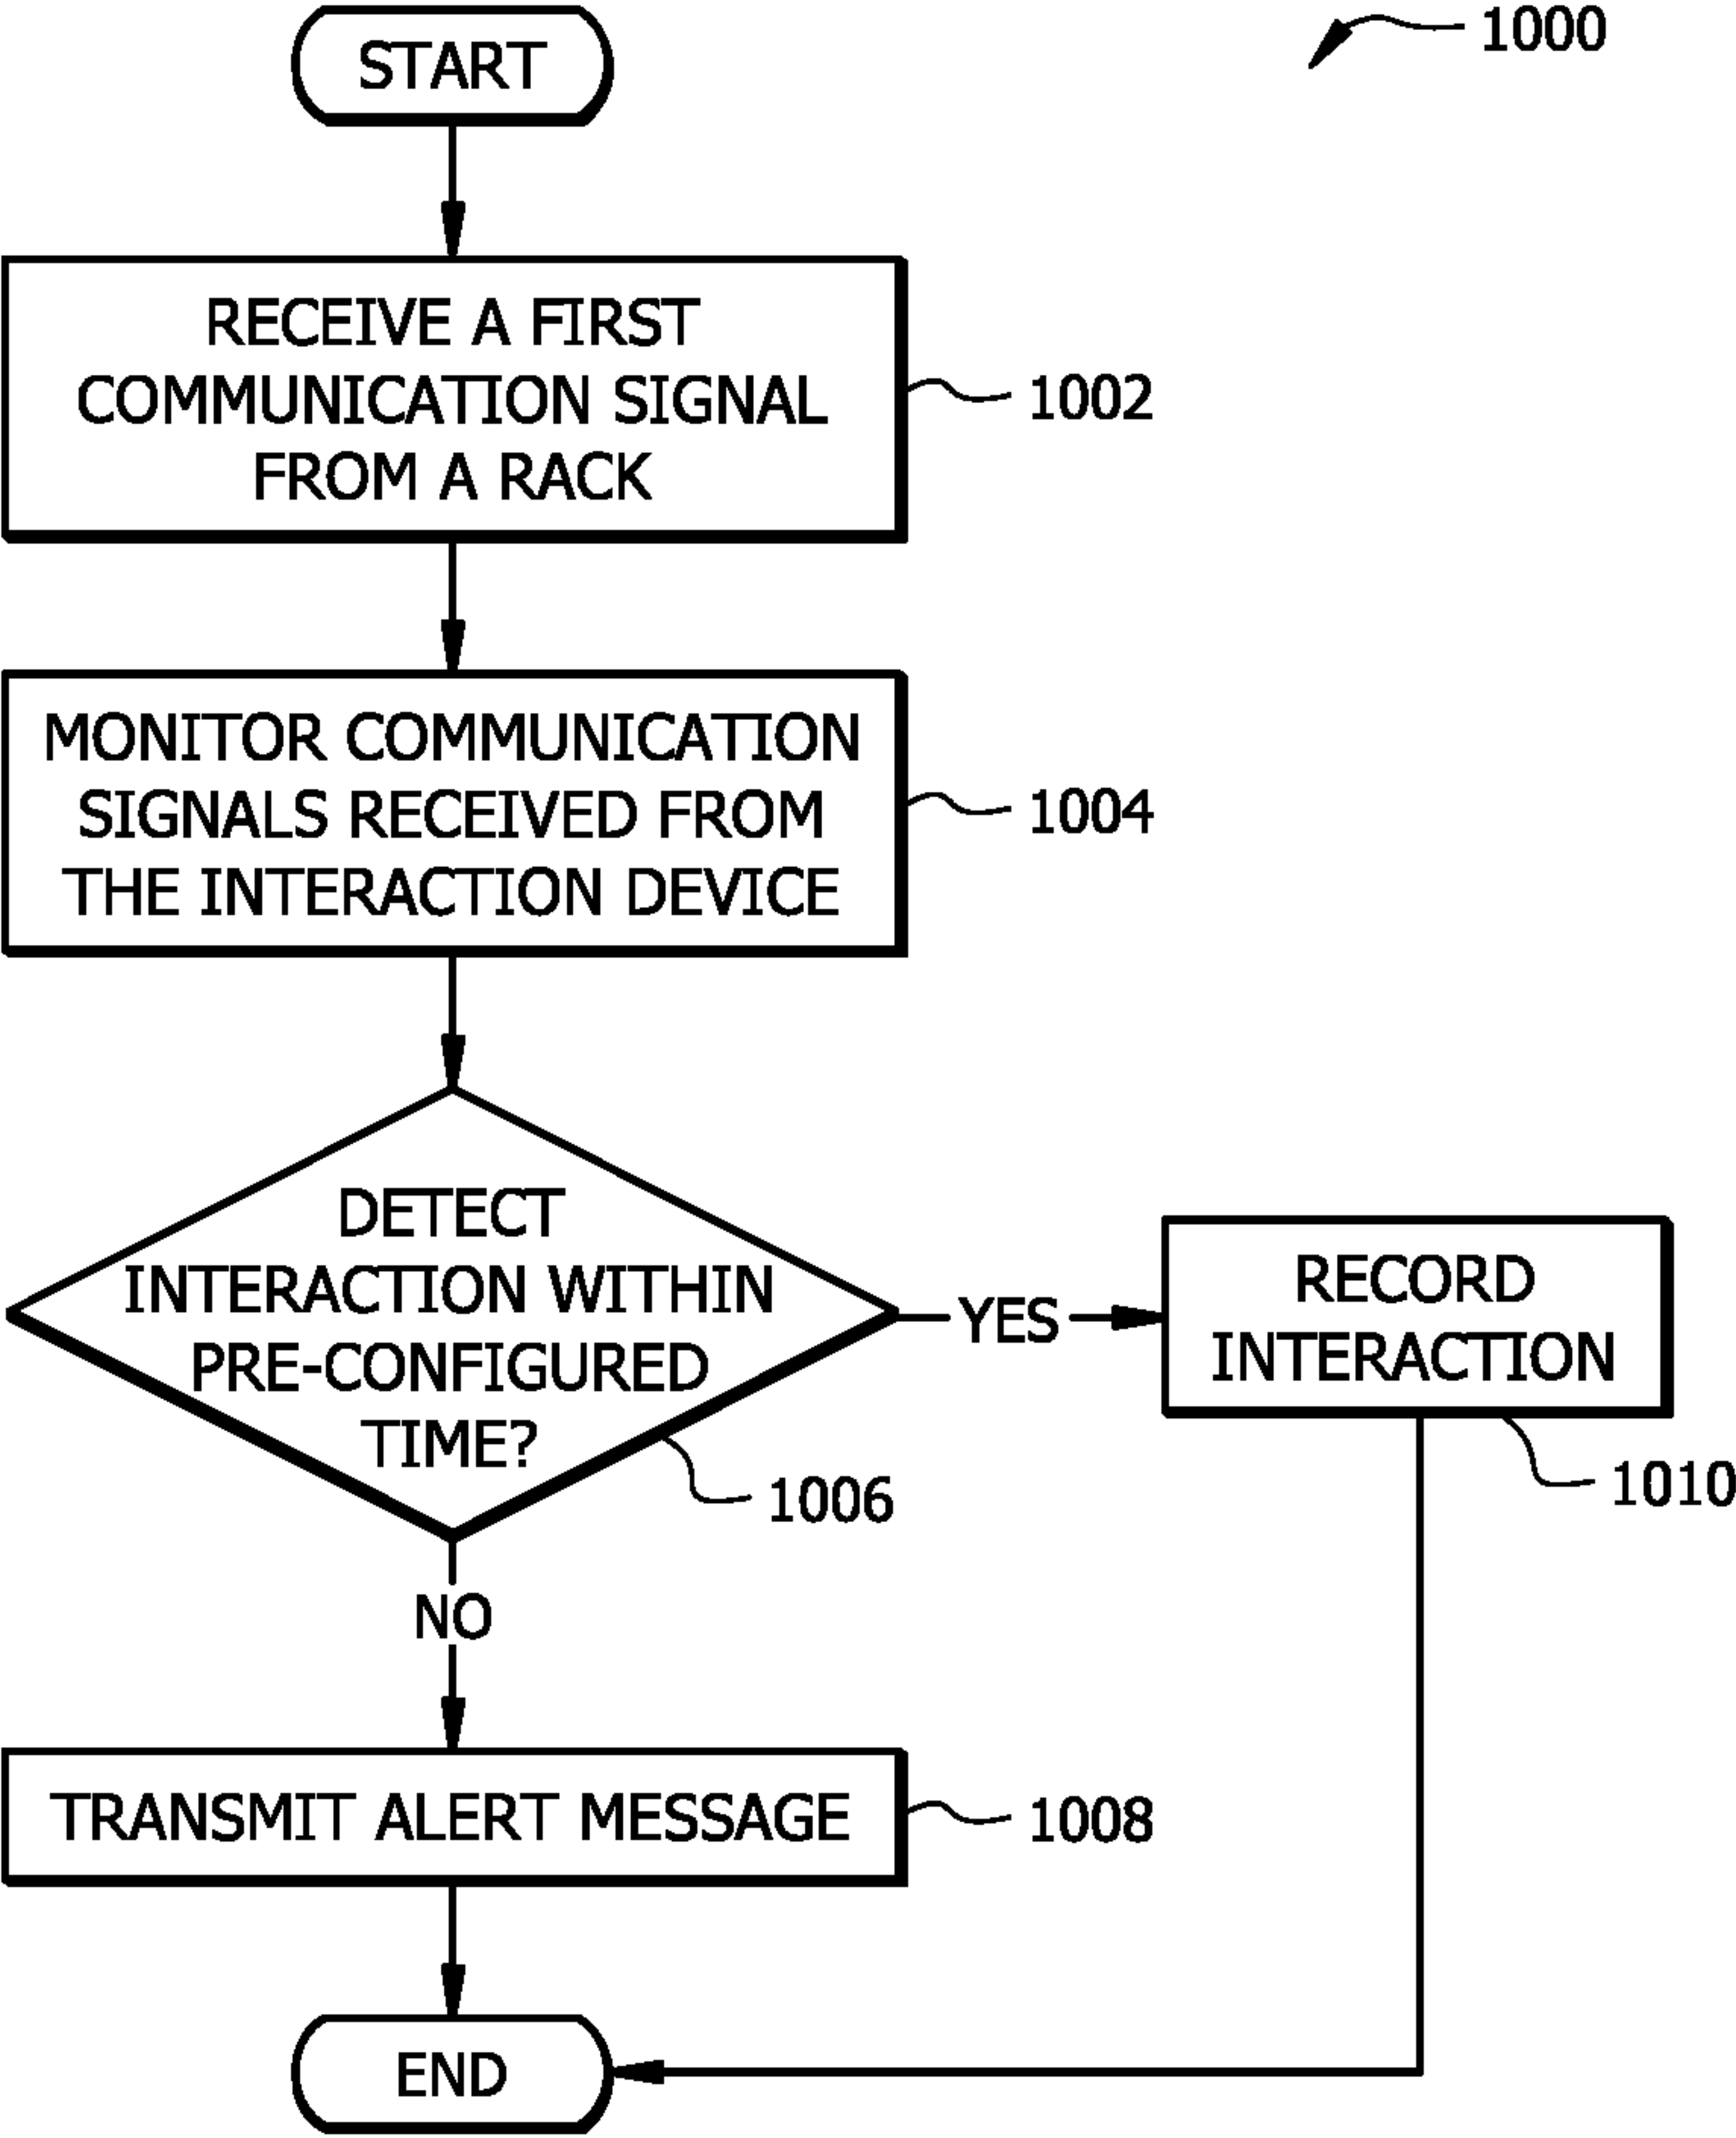 START
1000
RECEIVE A FIRST
COMMUNICATION SIGNAL
FROM A RACK
1002
MONITOR COMMUNICATION
SIGNALS RECEIVED FROM
THE INTERACTION DEVICE
1004
DETECT
INTERACTION WITHIN
PRE-CONFIGURED
TIME?
1006
YES
RECORD
INTERACTION
1010
NO
TRANSMIT ALERT MESSAGE
1008
END